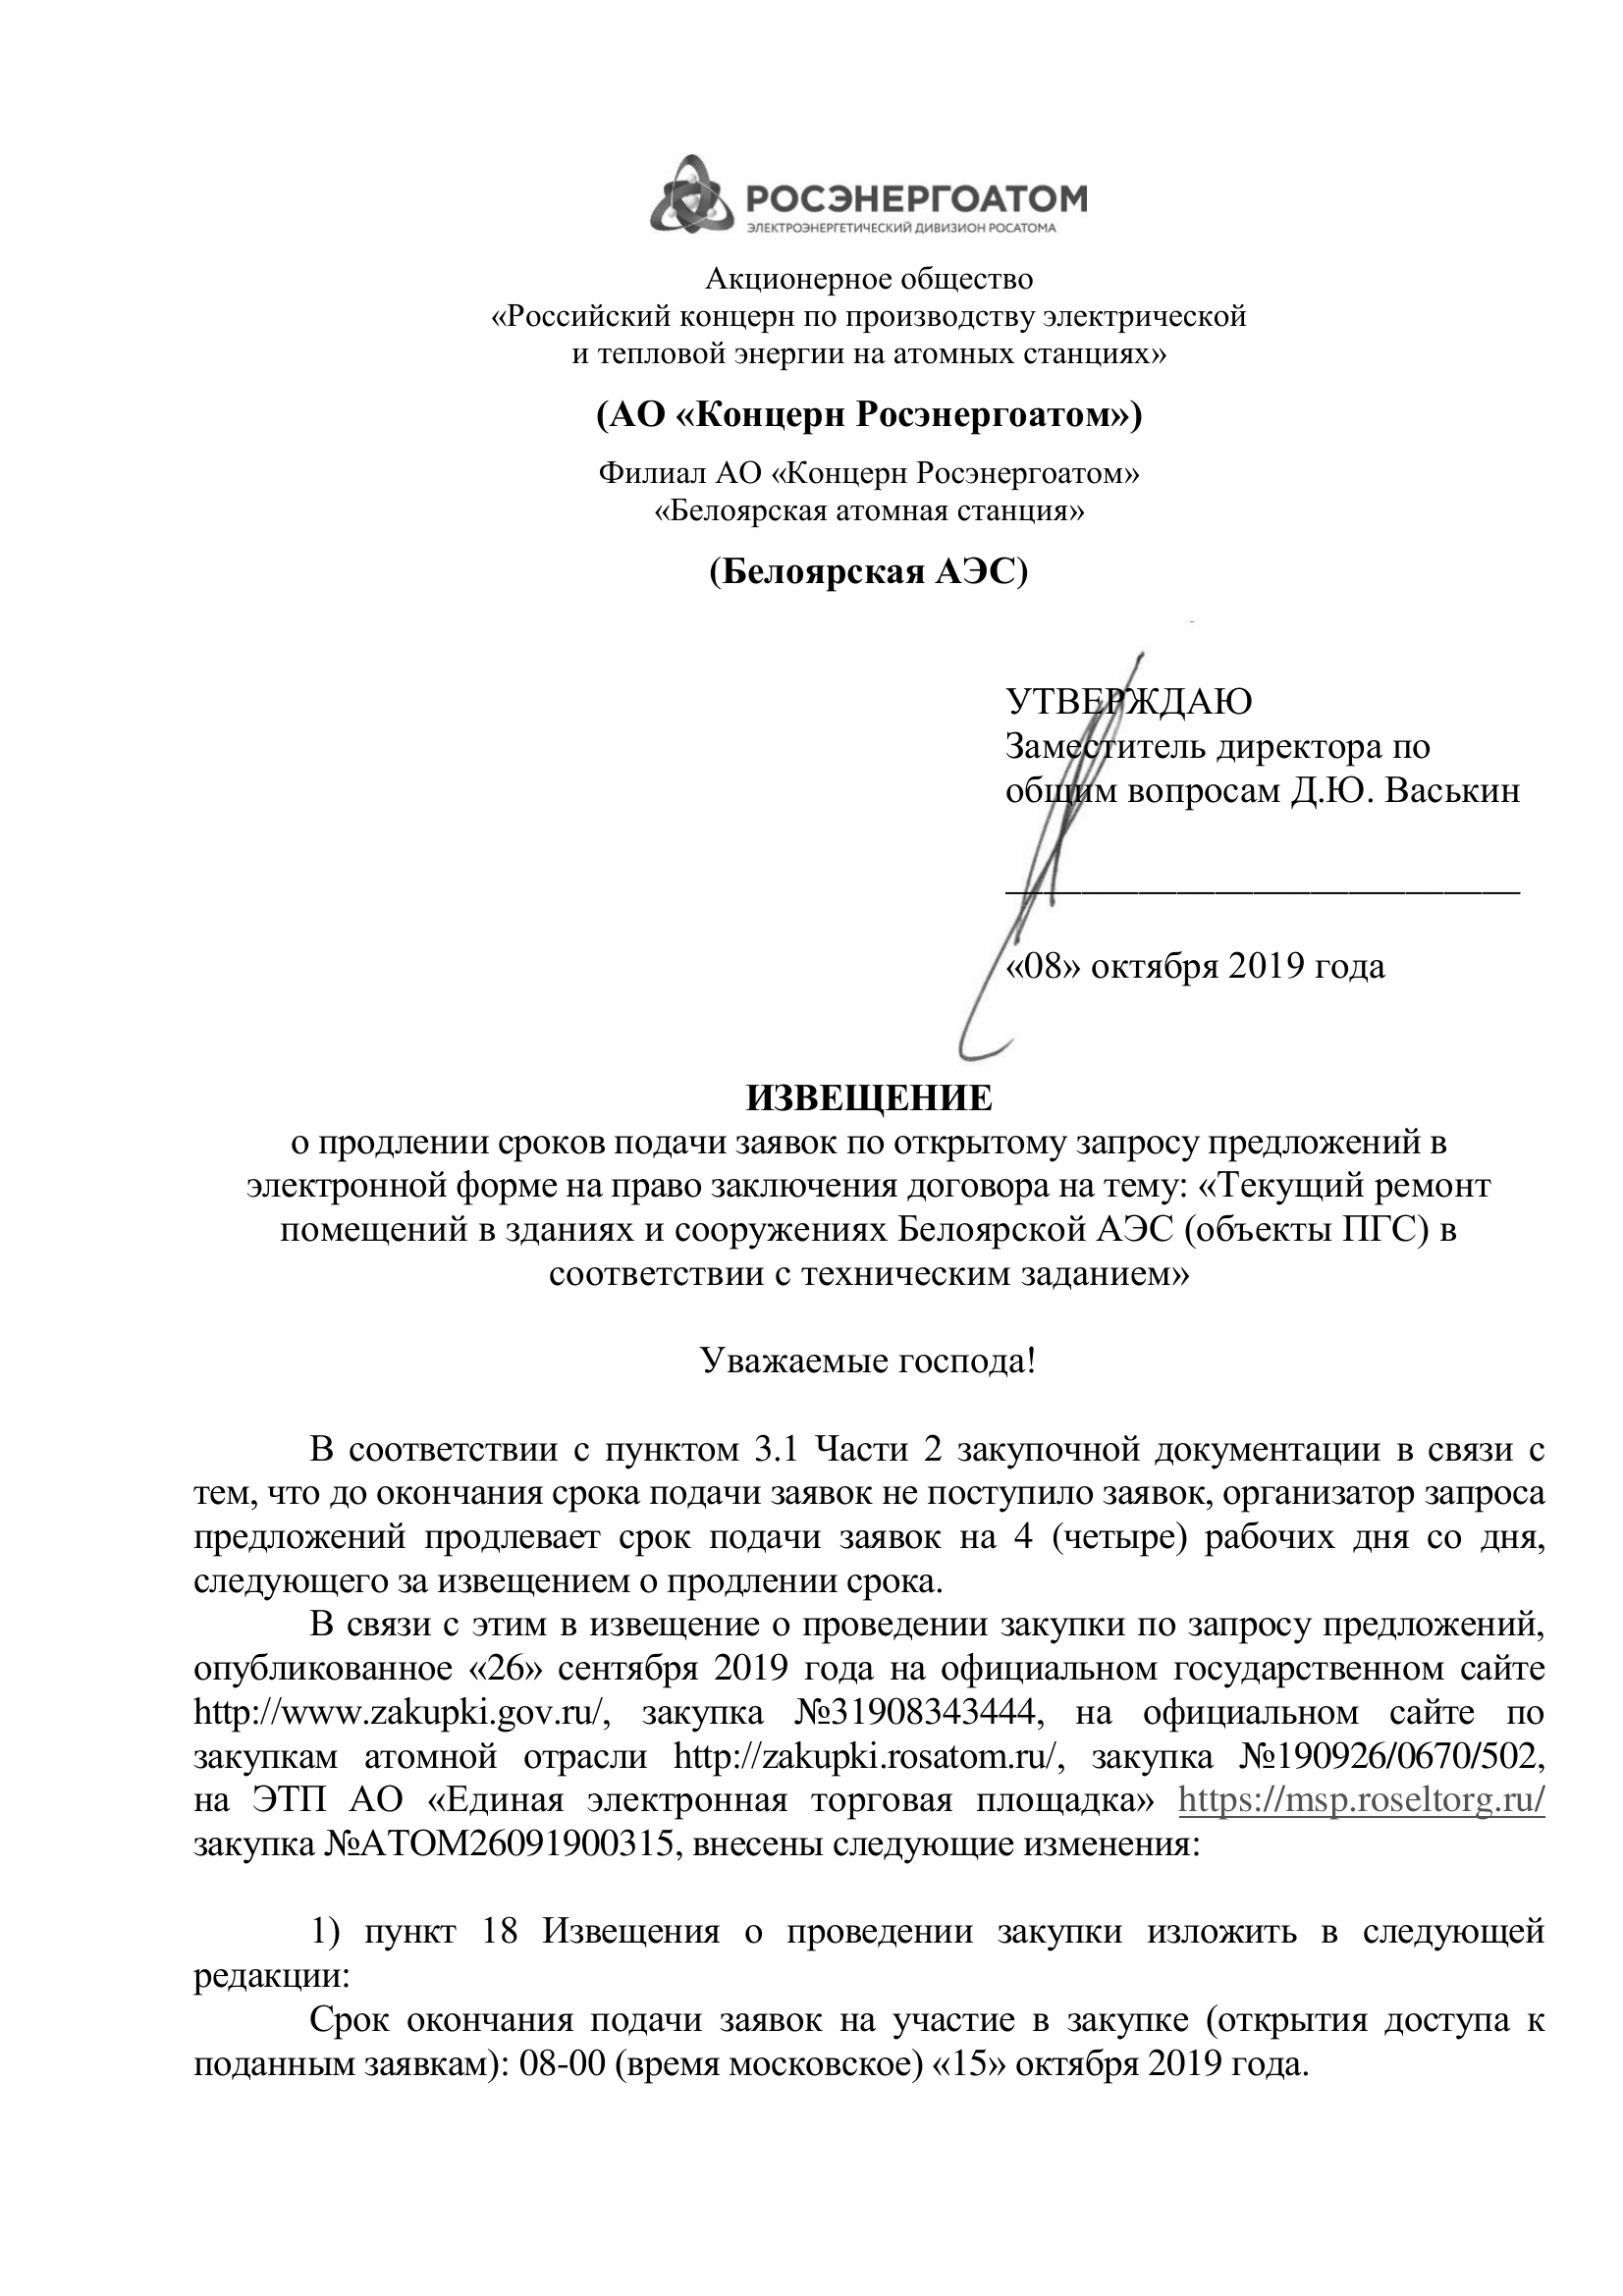 РОСЭНЕРГОАТОМ
ЭЛЕКТРОЭНЕРГЕТИЧЕСКИЙ ДИВИЗИОН РОСАТОМА
Акционерное общество
«Российский концерн по производству электрической
и тепловой энергии на атомных станциях»
(АО «Концерн Росэнергоатом»)
Филиал АО «Концерн Росэнергоатом»
«Белоярская атомная станция»
(Белоярская АЭС)
УТВЕРЖДАЮ
Заместитель директора по
общим вопросам Д.Ю. Васькин
«08» октября 2019 года
ИЗВЕЩЕНИЕ
о продлении сроков подачи заявок по открытому запросу предложений в
электронной форме на право заключения договора на тему: «Текущий ремонт
помещений в зданиях и сооружениях Белоярской АЭС (объекты ПГС) в
соответствии с техническим заданием»
Уважаемые господа!
В соответствии с пунктом 3.1 Части 2 закупочной документации в связи с
тем, что до окончания срока подачи заявок не поступило заявок, организатор запроса
предложений продлевает срок подачи заявок на 4 (четыре) рабочих дня со дня,
следующего за извещением о продлении срока.
В связи с этим в извещение о проведении закупки по запросу предложений,
опубликованное «26» сентября 2019 года на официальном государственном сайте
http://www.zakupki.gov.ru/, закупка №31908343444, на официальном сайте по
закупкам атомной отрасли http://zakupki.rosatom.ru/, закупка №190926/0670/502,
на ЭТП АО «Единая электронная торговая площадка» https://msp.roseltorg.ru/
закупка №АТОМ26091900315, внесены следующие изменения:
1) пункт 18 Извещения о проведении закупки изложить в следующей
редакции:
Срок окончания подачи заявок на участие в закупке (открытия доступа к
поданным заявкам): 08-00 (время московское) «15» октября 2019 года.